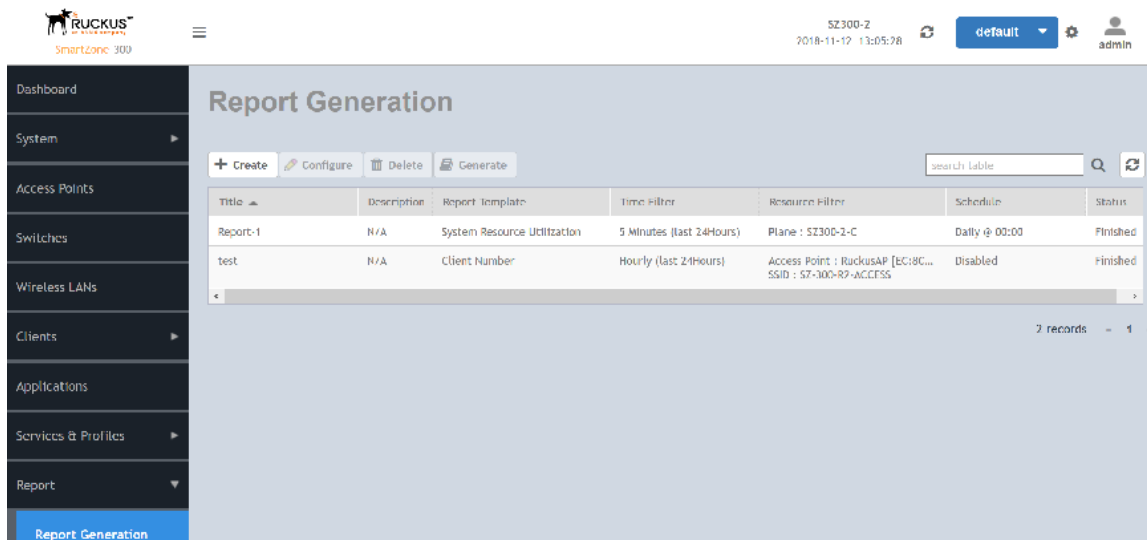 RUCKUS
SmartZone 300
SZ300-2
2018-11-12 13:05:28
default
admin
Dashboard
System
Access Points
Switches
Wireless LANs
Clients
Applications
Services & Profiles
Report
Report Generation
Report Generation
Create Configure Delete Generate
search table
Title Description Report Template Time Filter Resource Filter Schedule Status
Report-1 N/A System Resource Utilization 5 Minutes (last 24Hours) Plane : SZ300-2-C Daily @ 00:00 Finished
test N/A Client Number Hourly (last 24Hours) Access Point : RuckusAP [EC:8C... Disabled Finished
SSID : SZ-300-R2-ACCESS
2 records 1